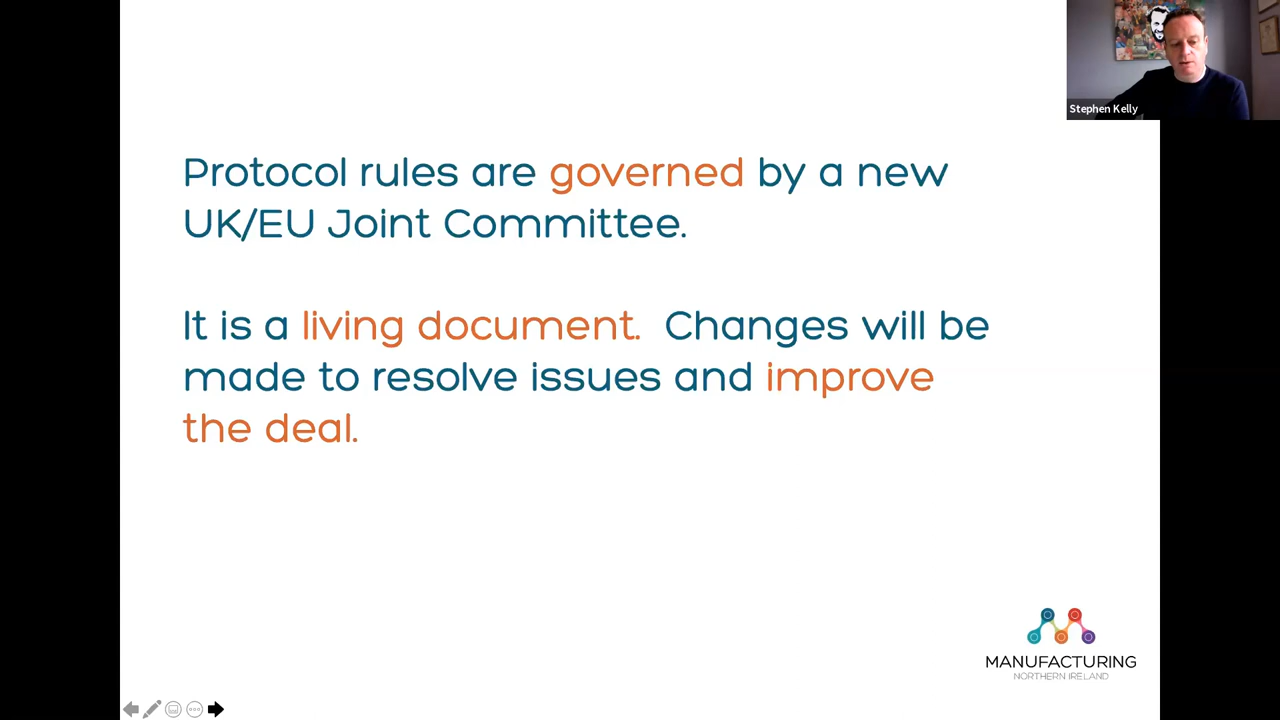 Stephen Kelly
Protocol rules are governed by a new
UK/EU Joint Committee.
It is a living document. Changes will be
made to resolve issues and improve
the deal.
MANUFACTURING
NORTHERN IRELAND